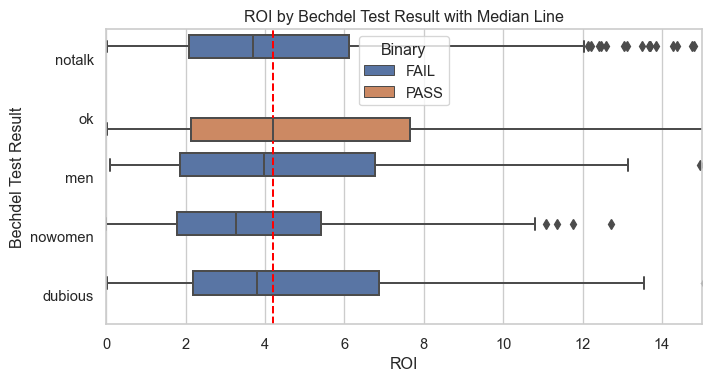 ROI by Bechdel Test Result with Median Line
Binary
FAIL
PASS
Bechdel Test Result
notalk
ok
men
nowomen
dubious
0 2 4 6 8 10 12 14
ROI